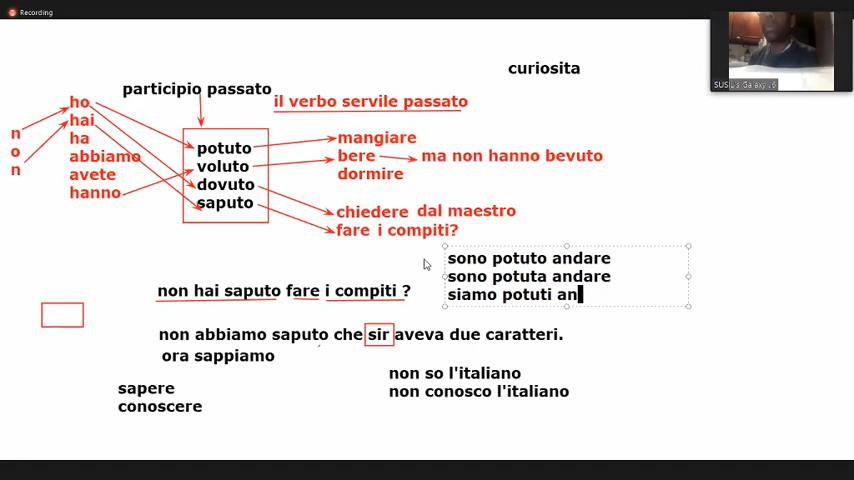 Recording
curiosita
participio passato
il verbo servile passato
ho
hai
ha
abbiamo
avete
hanno
n
o
n
potuto
voluto
dovuto
saputo
mangiare
bere
dormire
ma non hanno bevuto
chiedere dal maestro
fare i compiti?
sono potuto andare
sono potuta andare
siamo potuti an
non hai saputo fare i compiti ?
non abbiamo saputo che sir aveva due caratteri.
ora sappiamo
non so l'italiano
non conosco l'italiano
sapere
conoscere